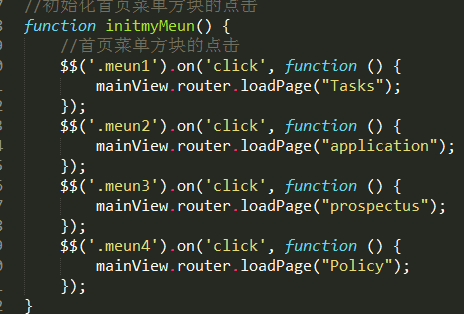 //初始化首页菜单方块的点击
function initmyMeun() {
//首页菜单方块的点击
$$('.meun1').on('click', function () {
mainView.router.loadPage("Tasks");
});
$$('.meun2').on('click', function () {
mainView.router.loadPage("application");
});
$$('.meun3').on('click', function () {
mainView.router.loadPage("prospectus");
});
$$('.meun4').on('click', function () {
mainView.router.loadPage("Policy");
});
}